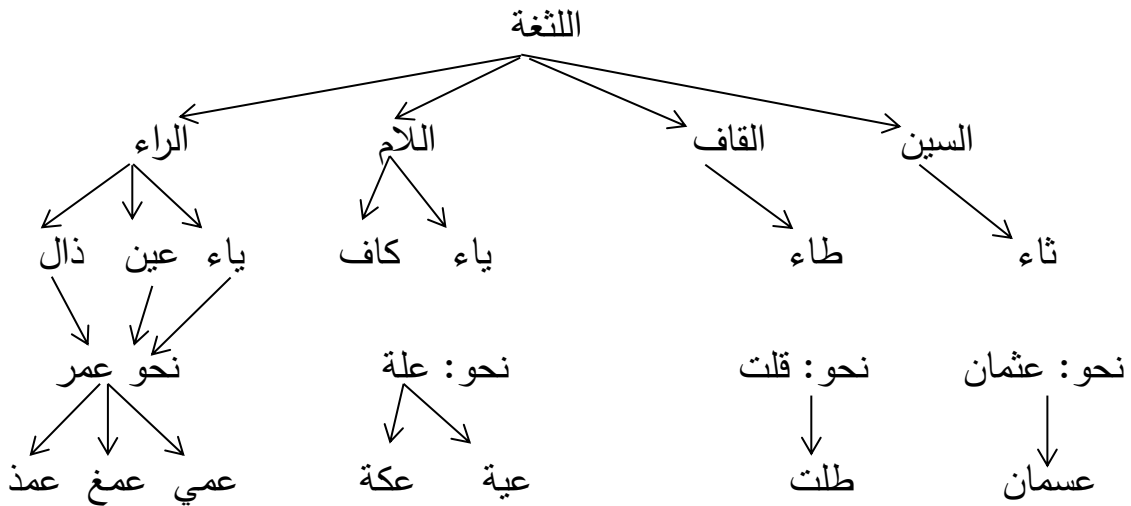 اللثغة
السين القاف اللام الراء
ثاء طاء ياء كاف ياء عين ذال
نحو: عثمان نحو: قلت نحو: علة نحو عمر
عسمان طلت عية عكة عمي عمغ عمذ